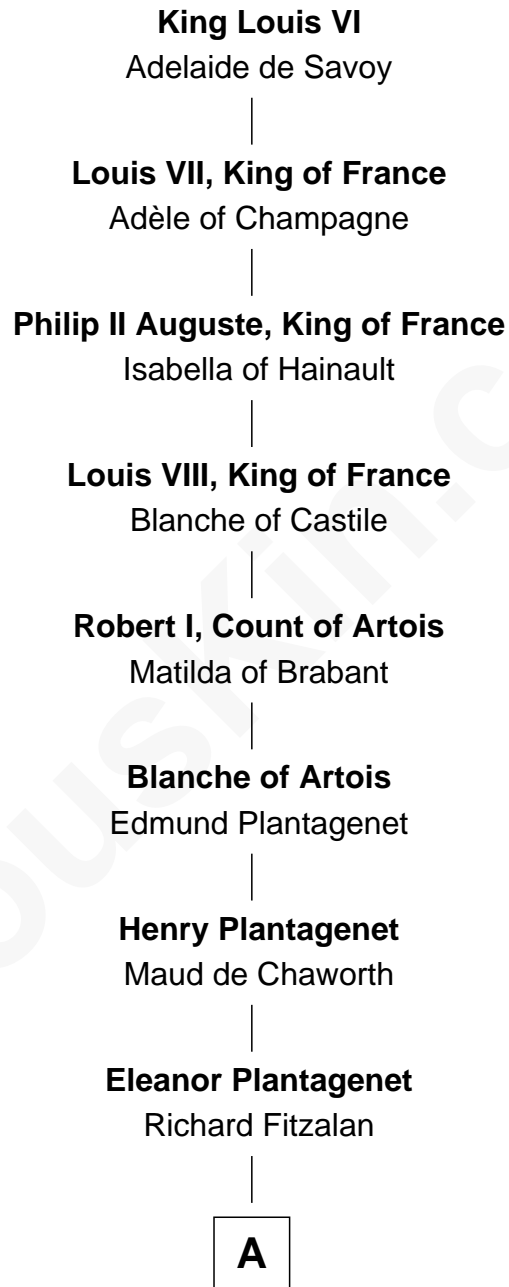 King Louis VI
Adelaide de Savoy
Louis VII, King of France
Adèle of Champagne
Philip II Auguste, King of France
Isabella of Hainault
Louis VIII, King of France
Blanche of Castile
Robert I, Count of Artois
Matilda of Brabant
Blanche of Artois
Edmund Plantagenet
Henry Plantagenet
Maud de Chaworth
Eleanor Plantagenet
Richard Fitzalan
A